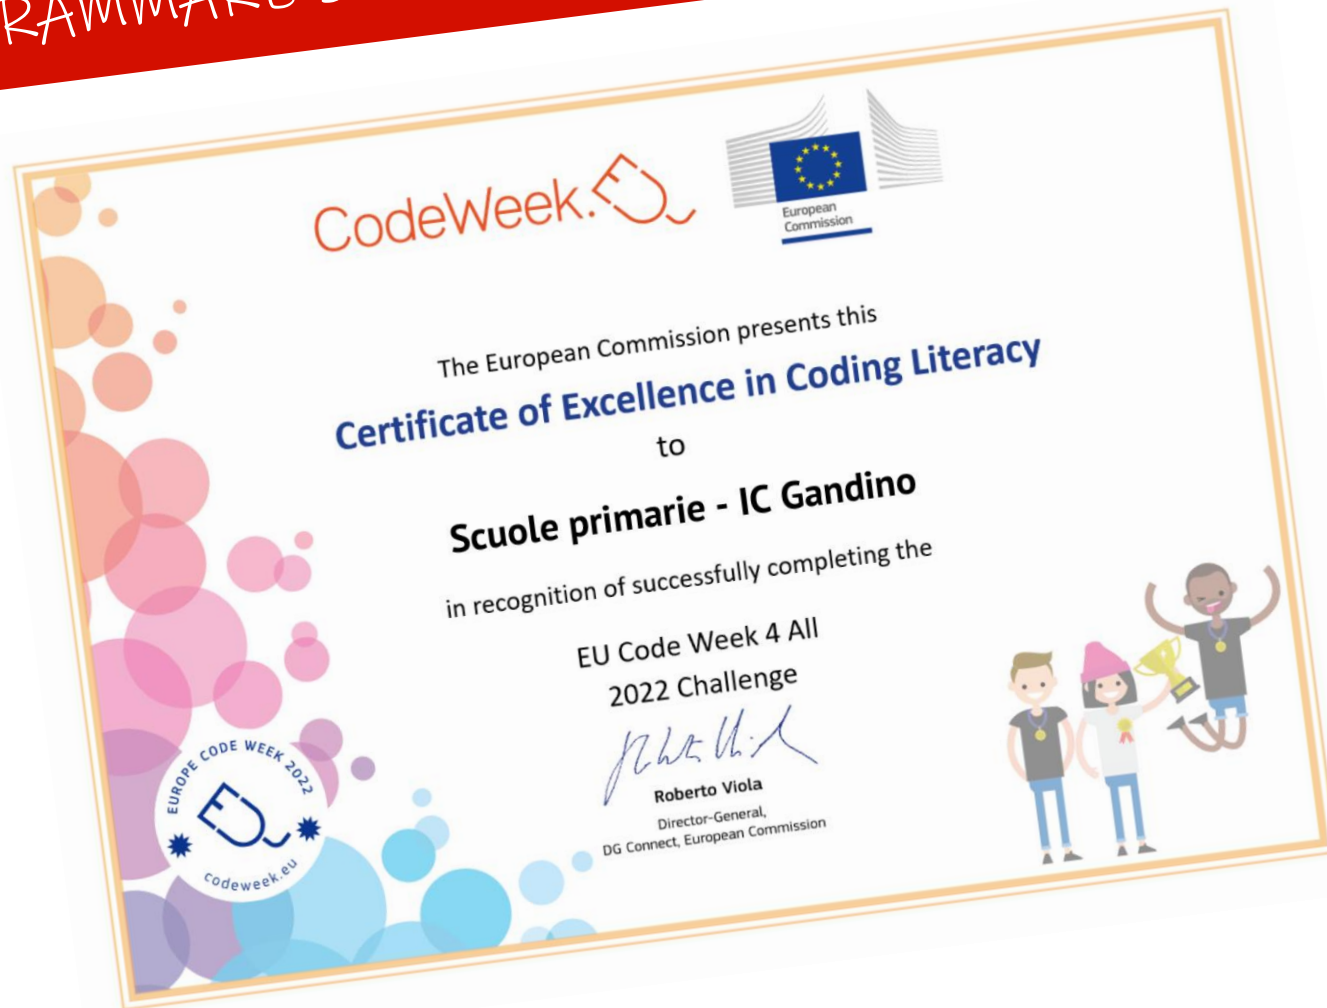 CodeWeek.
European
Commission
The European Commission presents this
Certificate of Excellence in Coding Literacy
to
Scuole primarie - IC Gandino
in recognition of successfully completing the
EU Code Week 4 All
2022 Challenge
Roberto Viola
Director-General,
DG Connect, European Commission
EUROPE CODE WEEK 2022
codeweek.eu